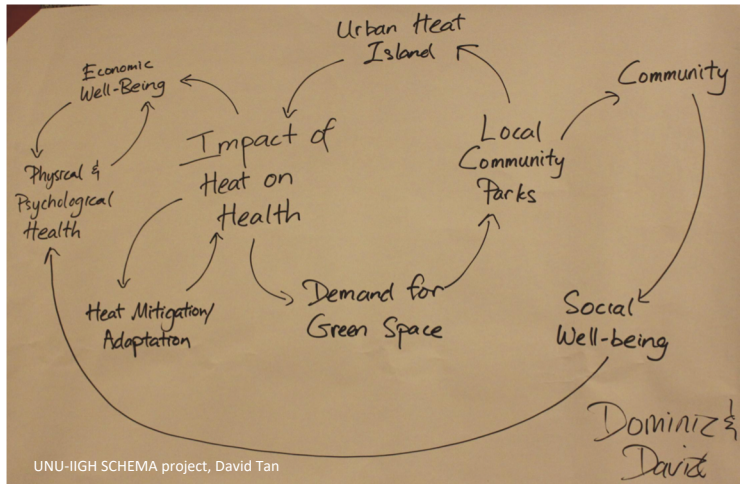 Urban Heat
Island
Economic
Well-Being
Community
Impact of
Heat on
Health
Local
Community
Parks
Physical &
Psychological
Health
Heat Mitigation/
Adaptation
Demand for
Green Space
Social
Well-being
Dominic &
David
UNU-IIGH SCHEMA project, David Tan